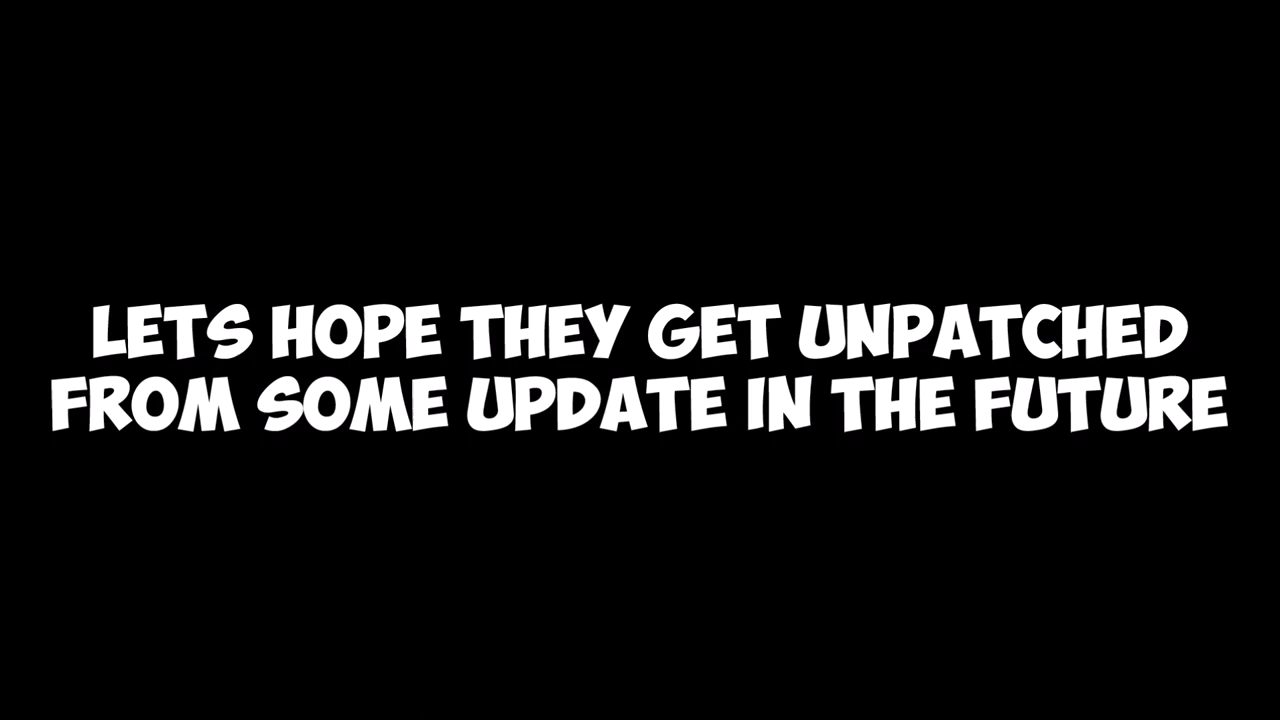 LETS HOPE THEY GET UNPATCHED
FROM SOME UPDATE IN THE FUTURE